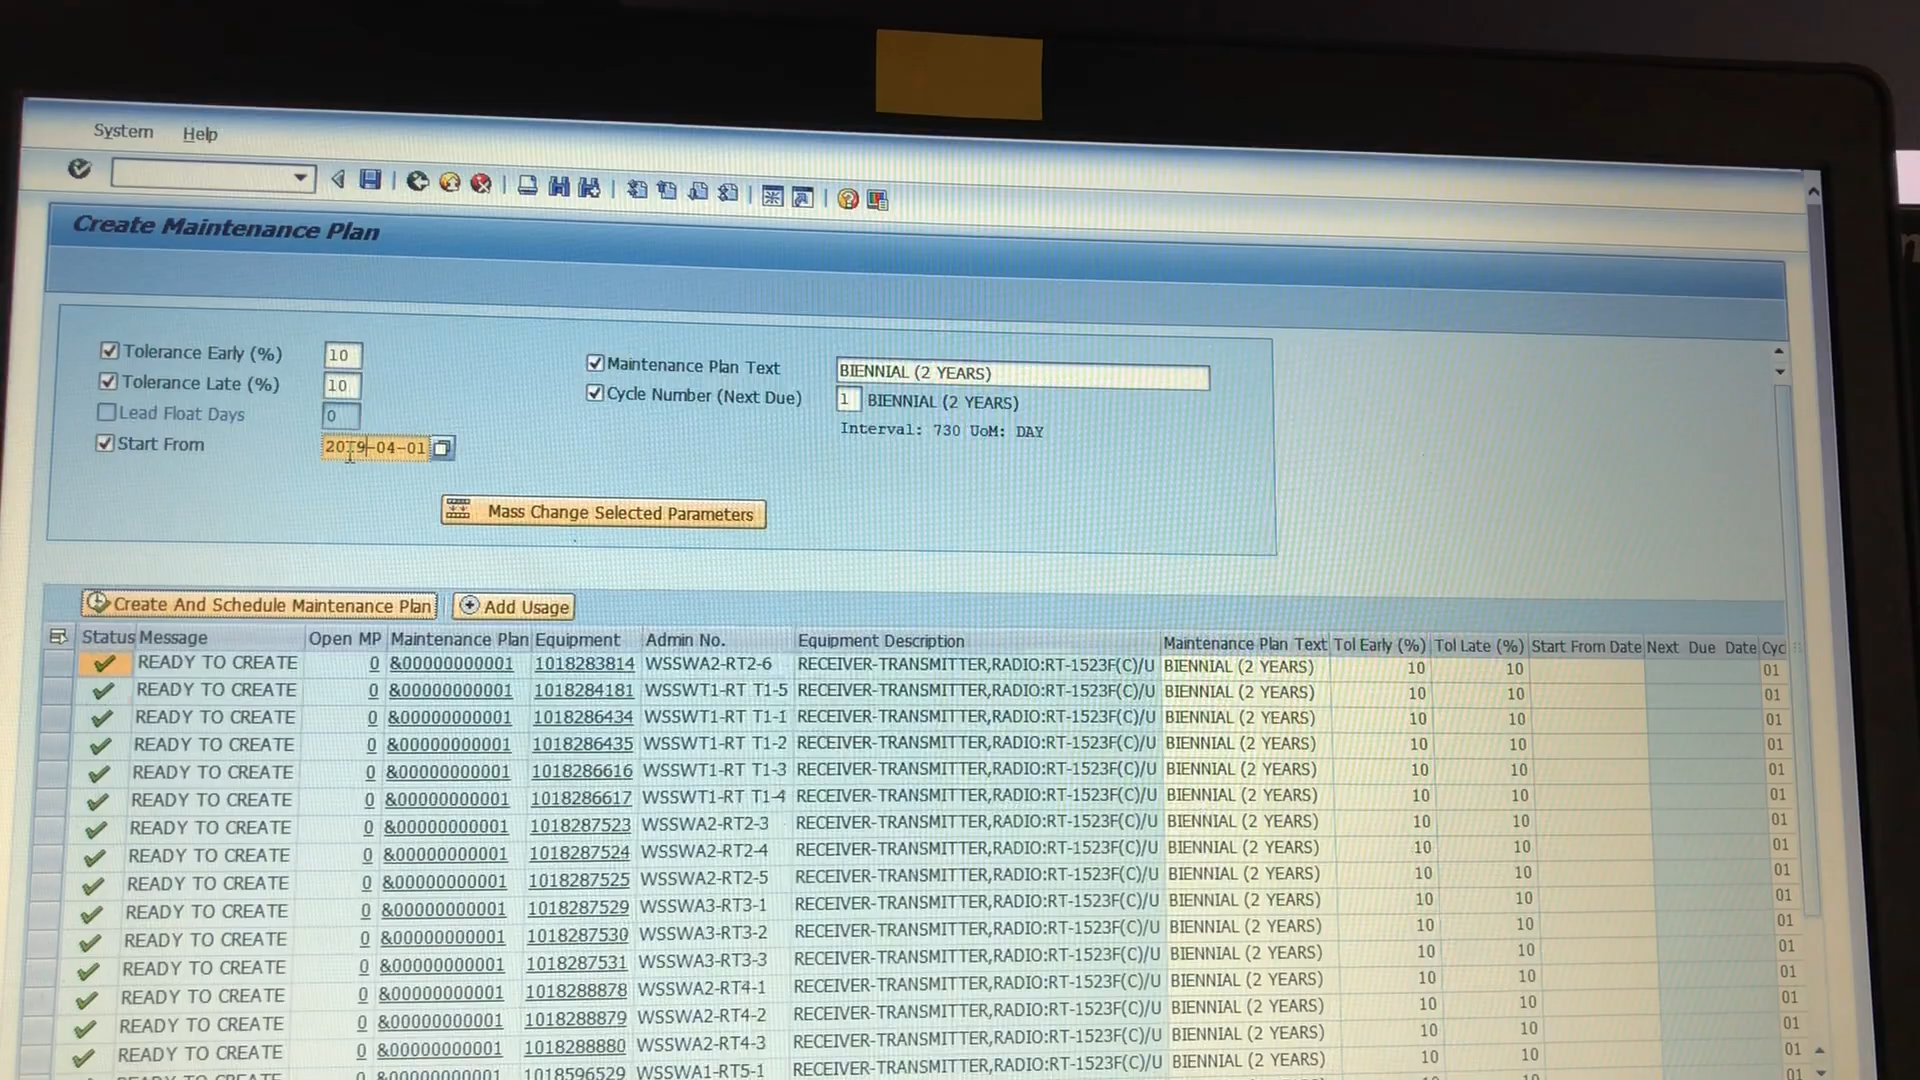 System Help
Create Maintenance Plan
Tolerance Early (%) 10
Tolerance Late (%) 10
Lead Float Days 0
Start From 2019-04-01
Maintenance Plan Text BIENNIAL (2 YEARS)
Cycle Number (Next Due) 1 BIENNIAL (2 YEARS)
Interval: 730 UoM: DAY
Mass Change Selected Parameters
Create And Schedule Maintenance Plan Add Usage
Status Message Open MP Maintenance Plan Equipment Admin No. Equipment Description Maintenance Plan Text Tol Early (%) Tol Late (%) Start From Date Next Due Date Cyc
READY TO CREATE 0 &00000000001 1018283814 WSSWA2-RT2-6 RECEIVER-TRANSMITTER,RADIO:RT-1523F(C)/U BIENNIAL (2 YEARS) 10 10 01
READY TO CREATE 0 &00000000001 1018284181 WSSWT1-RT T1-5 RECEIVER-TRANSMITTER,RADIO:RT-1523F(C)/U BIENNIAL (2 YEARS) 10 10 01
READY TO CREATE 0 &00000000001 1018286434 WSSWT1-RT T1-1 RECEIVER-TRANSMITTER,RADIO:RT-1523F(C)/U BIENNIAL (2 YEARS) 10 10 01
READY TO CREATE 0 &00000000001 1018286435 WSSWT1-RT T1-2 RECEIVER-TRANSMITTER,RADIO:RT-1523F(C)/U BIENNIAL (2 YEARS) 10 10 01
READY TO CREATE 0 &00000000001 1018286616 WSSWT1-RT T1-3 RECEIVER-TRANSMITTER,RADIO:RT-1523F(C)/U BIENNIAL (2 YEARS) 10 10 01
READY TO CREATE 0 &00000000001 1018286617 WSSWT1-RT T1-4 RECEIVER-TRANSMITTER,RADIO:RT-1523F(C)/U BIENNIAL (2 YEARS) 10 10 01
READY TO CREATE 0 &00000000001 1018287523 WSSWA2-RT2-3 RECEIVER-TRANSMITTER,RADIO:RT-1523F(C)/U BIENNIAL (2 YEARS) 10 10 01
READY TO CREATE 0 &00000000001 1018287524 WSSWA2-RT2-4 RECEIVER-TRANSMITTER,RADIO:RT-1523F(C)/U BIENNIAL (2 YEARS) 10 10 01
READY TO CREATE 0 &00000000001 1018287525 WSSWA2-RT2-5 RECEIVER-TRANSMITTER,RADIO:RT-1523F(C)/U BIENNIAL (2 YEARS) 10 10 01
READY TO CREATE 0 &00000000001 1018287529 WSSWA3-RT3-1 RECEIVER-TRANSMITTER,RADIO:RT-1523F(C)/U BIENNIAL (2 YEARS) 10 10 01
READY TO CREATE 0 &00000000001 1018287530 WSSWA3-RT3-2 RECEIVER-TRANSMITTER,RADIO:RT-1523F(C)/U BIENNIAL (2 YEARS) 10 10 01
READY TO CREATE 0 &00000000001 1018287531 WSSWA3-RT3-3 RECEIVER-TRANSMITTER,RADIO:RT-1523F(C)/U BIENNIAL (2 YEARS) 10 10 01
READY TO CREATE 0 &00000000001 1018288878 WSSWA2-RT4-1 RECEIVER-TRANSMITTER,RADIO:RT-1523F(C)/U BIENNIAL (2 YEARS) 10 10 01
READY TO CREATE 0 &00000000001 1018288879 WSSWA2-RT4-2 RECEIVER-TRANSMITTER,RADIO:RT-1523F(C)/U BIENNIAL (2 YEARS) 10 10 01
READY TO CREATE 0 &00000000001 1018288880 WSSWA2-RT4-3 RECEIVER-TRANSMITTER,RADIO:RT-1523F(C)/U BIENNIAL (2 YEARS) 10 10 01
READY TO CREATE 0 &00000000001 1018596529 WSSWA1-RT5-1 10 01